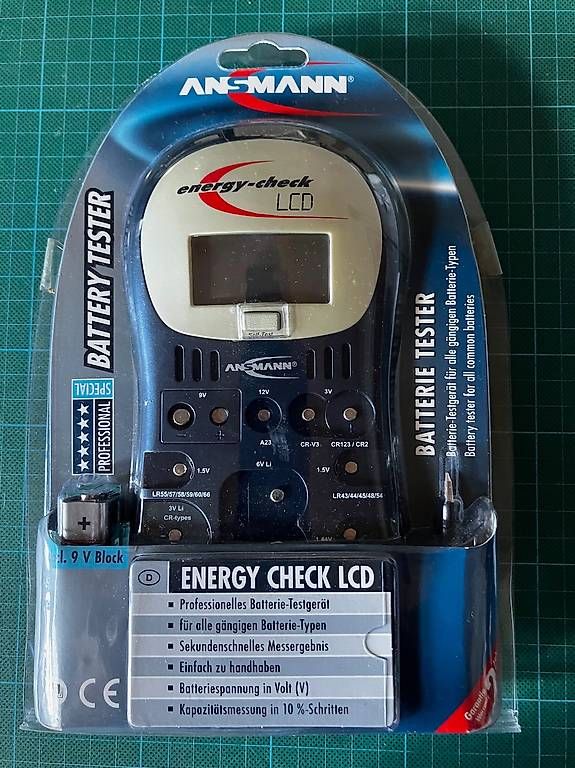 ANSMANN®
energy-check
LCD
BATTERY TESTER
SPECIAL
PROFESSIONAL
BATTERIE TESTER
Batterie-Testgerät für alle gängigen Batterie-Typen
Battery tester for all common batteries
Self-Test
ANSMANN®
9V
12V
3V
+
A23
CR-V3
CR123 / CR2
1.5V
6V Li
1.5V
LR55/57/58/59/60/66
LR43/44/45/48/54
3V Li
CR-types
+
l. 9 V Block
D
ENERGY CHECK LCD
Professionelles Batterie-Testgerät
für alle gängigen Batterie-Typen
Sekundenschnelles Messergebnis
Einfach zu handhaben
Batteriespannung in Volt (V)
Kapazitätsmessung in 10 %-Schritten
CE
Garantie